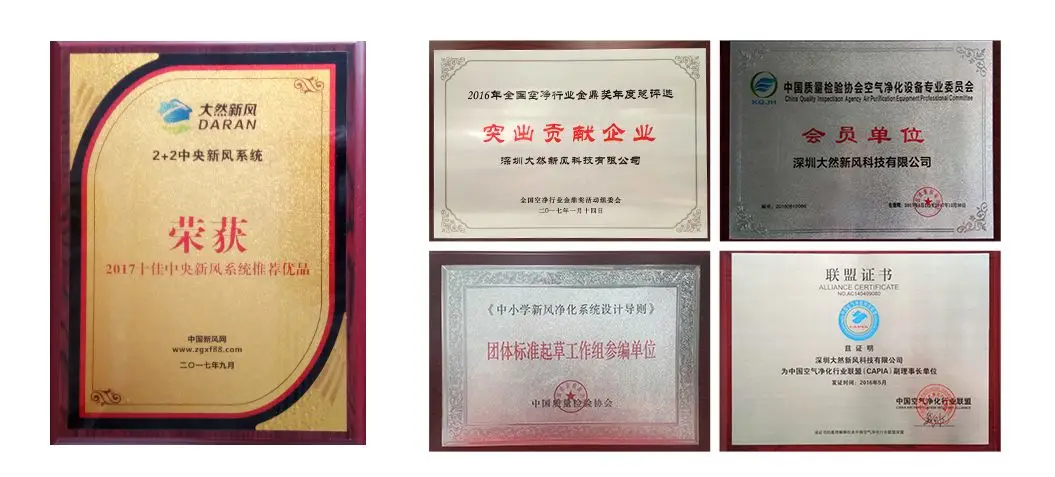 大然新风
DARAN
2+2中央新风系统
荣获
2017十佳中央新风系统推荐优品
中国新风网
www.zgxf88.com
二〇一七年九月
2016年全国空净行业金鼎奖年度总评选
突出贡献企业
深圳大然新风科技有限公司
全国空净行业金鼎奖活动组委会
二〇一七年一月十四日
KQJH
中国质量检验协会空气净化设备专业委员会
会员单位
深圳大然新风科技有限公司
《中小学新风净化系统设计导则》
团体标准起草工作组参编单位
中国质量检验协会
联盟证书
ALLIANCE CERTIFICATE
CAPIA
兹证明
深圳大然新风科技有限公司
为中国空气净化行业联盟(CAPIA)副理事长单位
发证时间：2016年5月
中国空气净化行业联盟